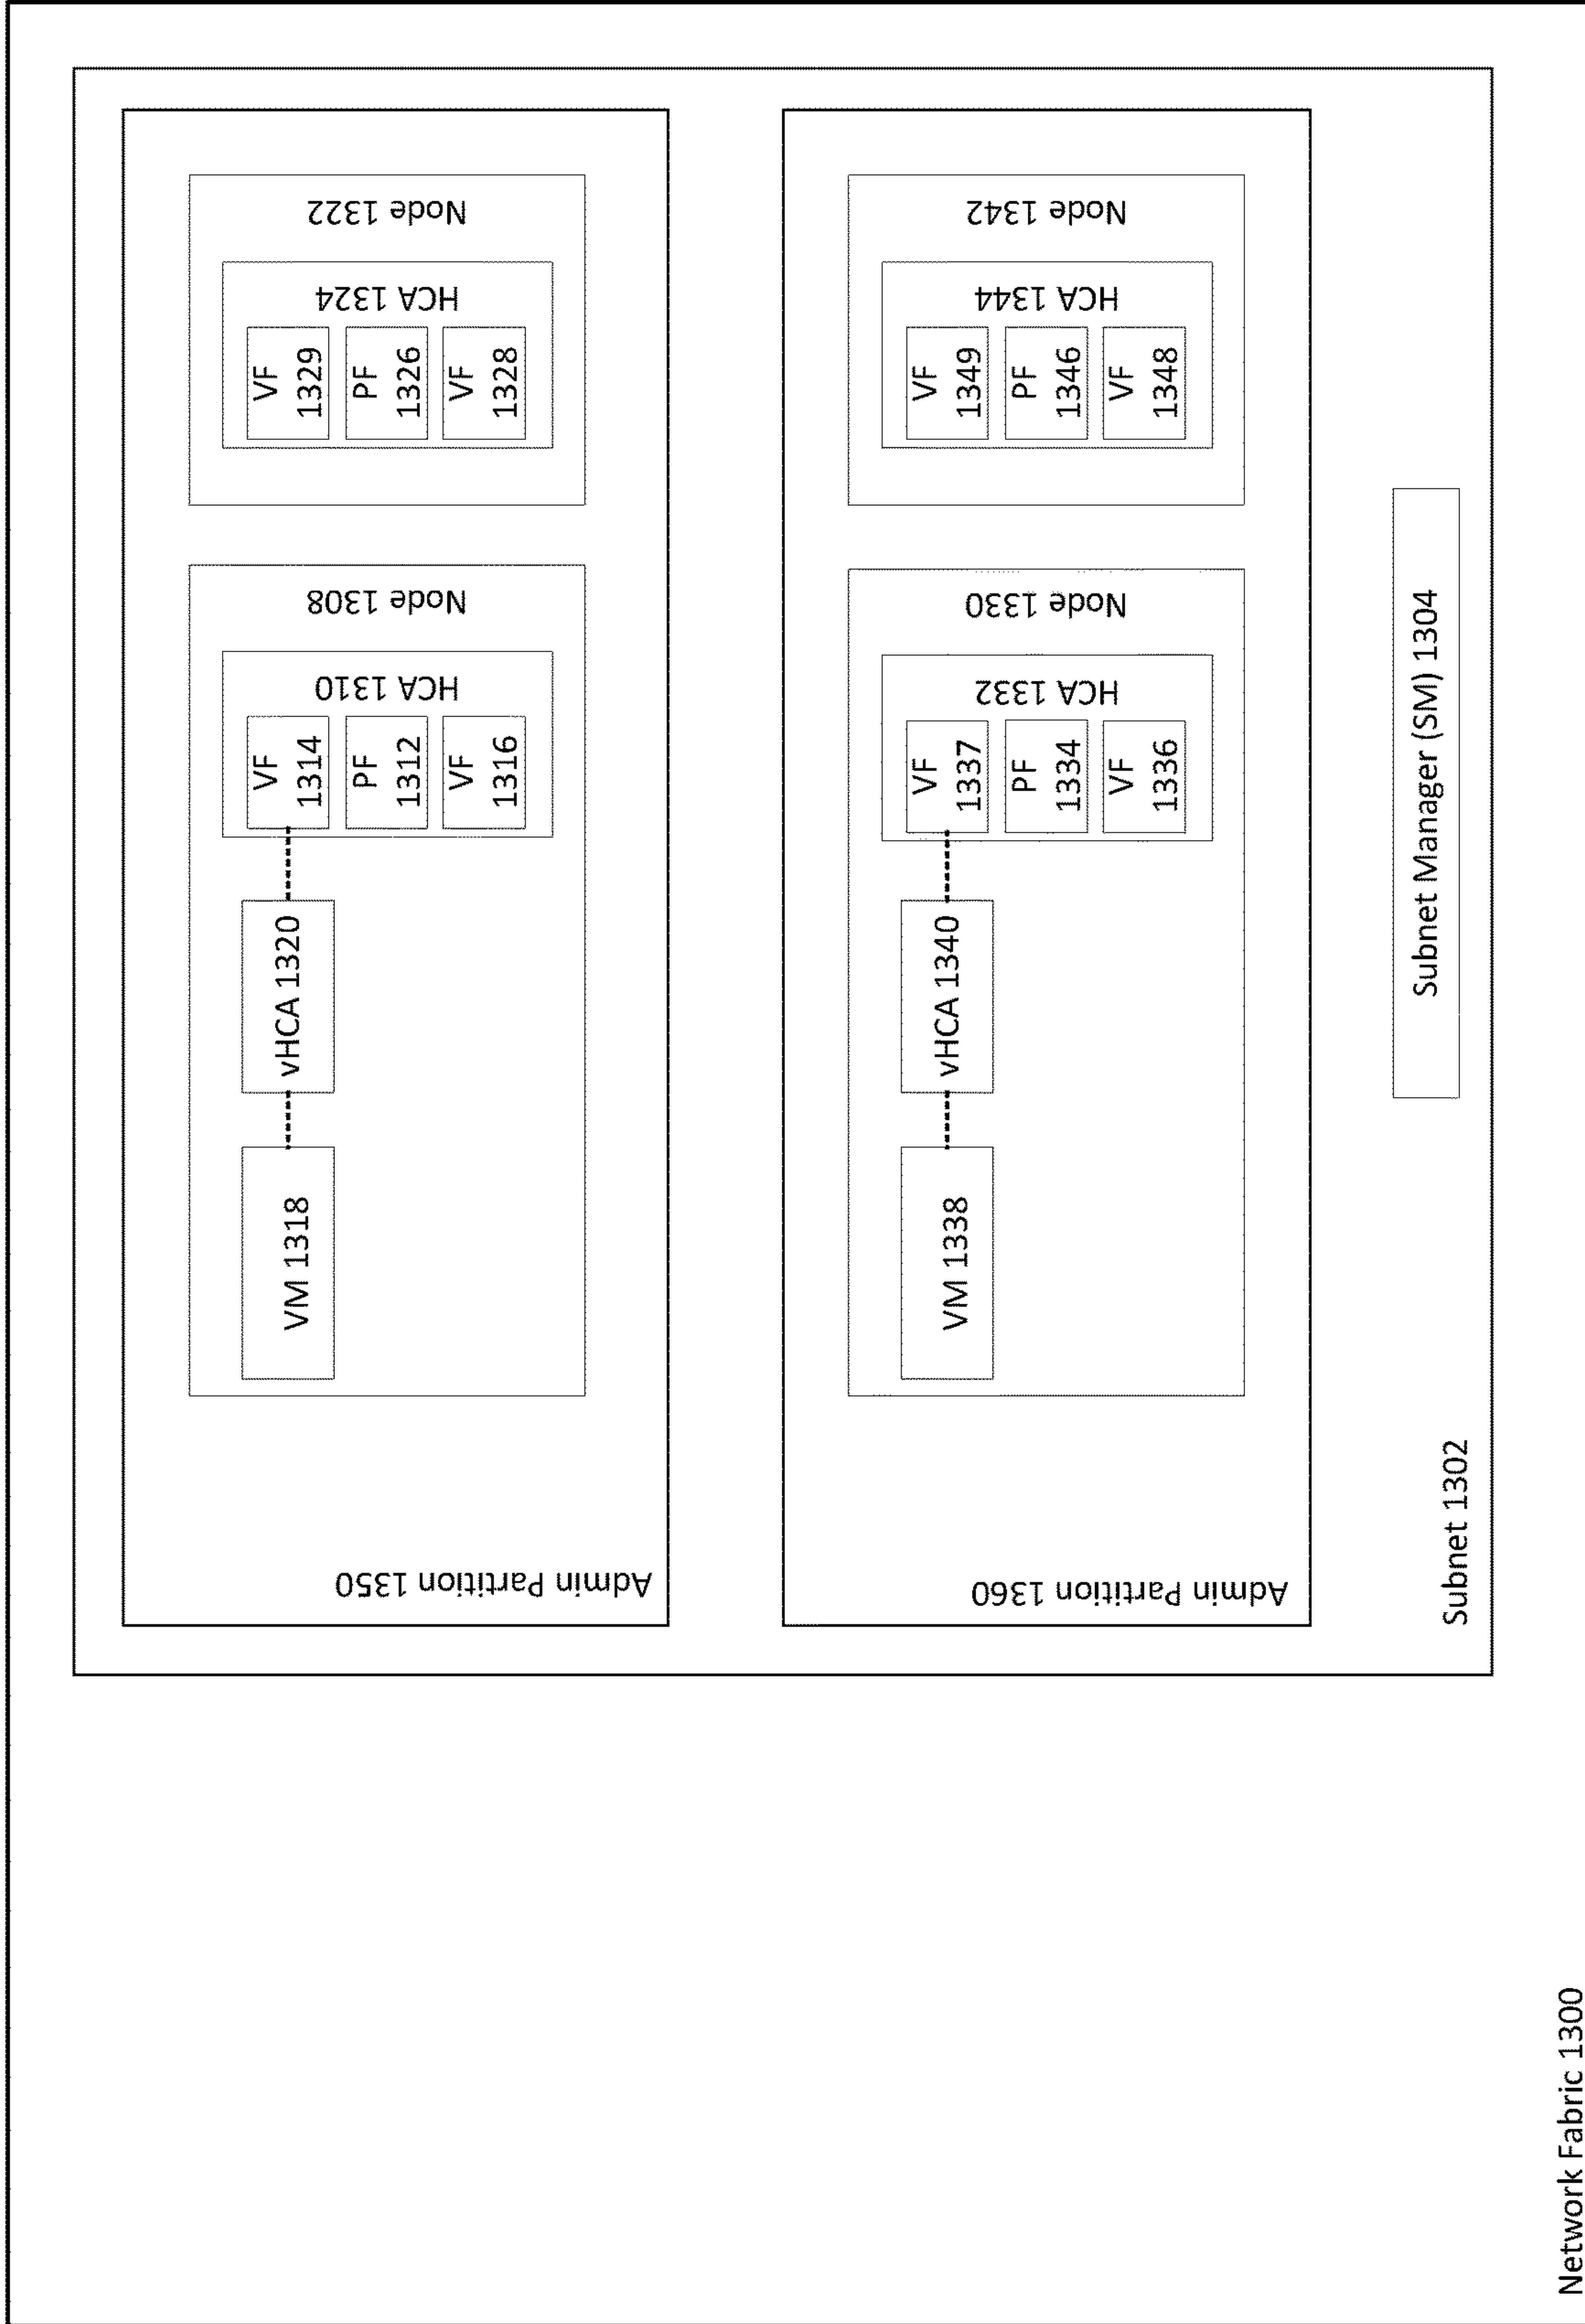 Network Fabric 1300
Subnet 1302
Admin Partition 1350
Node 1308
VM 1318
vHCA 1320
HCA 1310
VF
1314
PF
1312
VF
1316
Node 1322
HCA 1324
VF
1329
PF
1326
VF
1328
Admin Partition 1360
Node 1330
VM 1338
vHCA 1340
HCA 1332
VF
1337
PF
1334
VF
1336
Node 1342
HCA 1344
VF
1349
PF
1346
VF
1348
Subnet Manager (SM) 1304